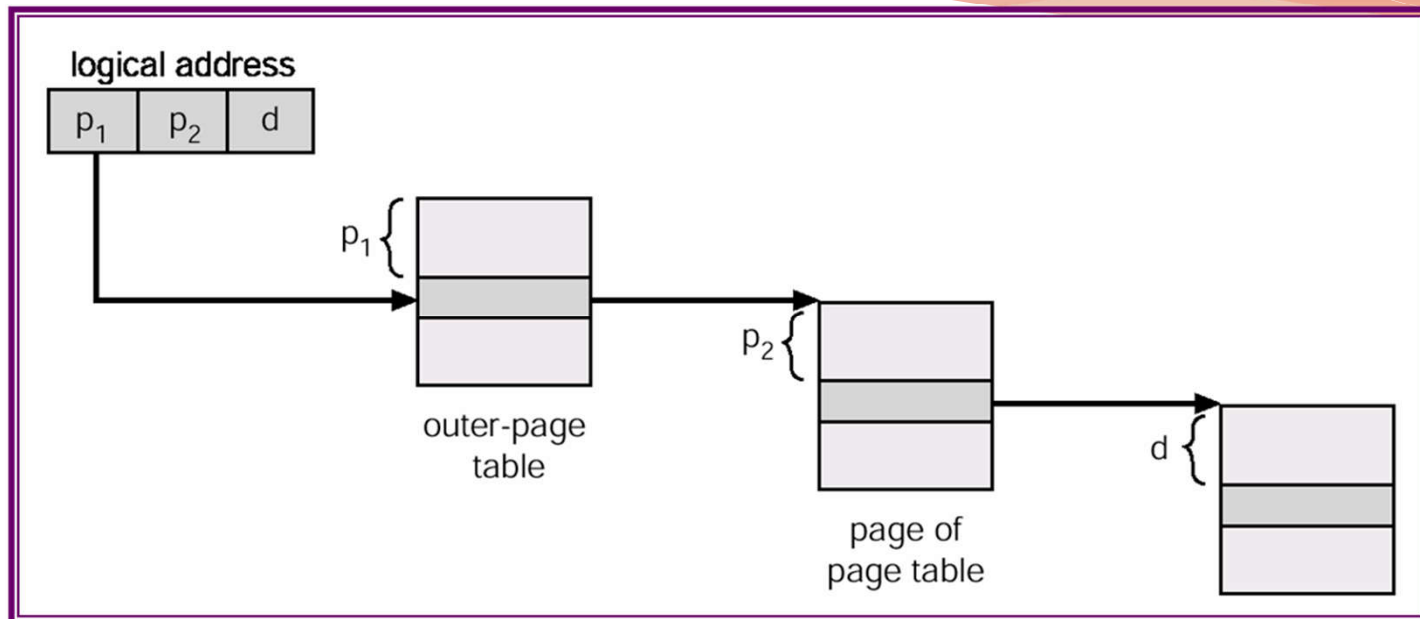 logical address
p₁ p₂ d
p₁
outer-page
table
p₂
page of
page table
d